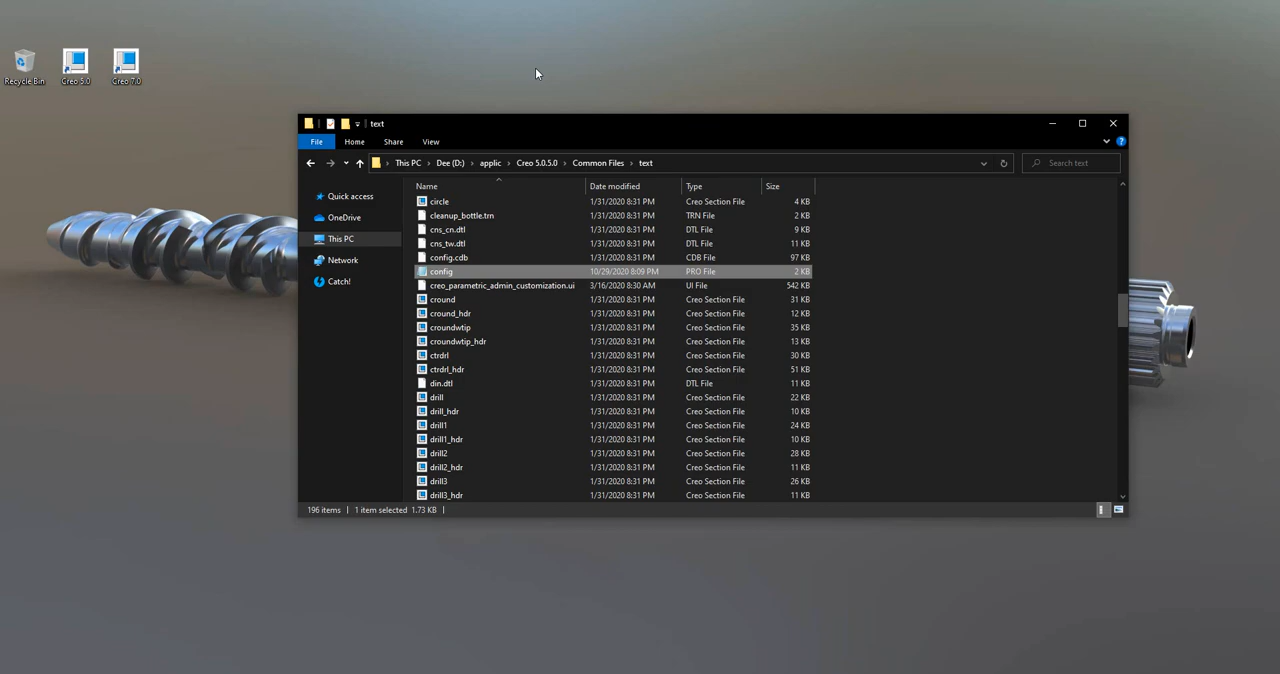 Recycle Bin
Creo 5.0
Creo 7.0
text
File Home Share View
This PC Dee (D:) applic Creo 5.0.5.0 Common Files text
Search text
Quick access
OneDrive
This PC
Network
Catch!
Name Date modified Type Size
circle 1/31/2020 8:31 PM Creo Section File 4 KB
cleanup_bottle.trn 1/31/2020 8:31 PM TRN File 2 KB
cns_cn.dtl 1/31/2020 8:31 PM DTL File 9 KB
cns_tw.dtl 1/31/2020 8:31 PM DTL File 11 KB
config.cdb 1/31/2020 8:31 PM CDB File 97 KB
config 10/29/2020 8:09 PM PRO File 2 KB
creo_parametric_admin_customization.ui 3/16/2020 8:30 AM UI File 542 KB
cround 1/31/2020 8:31 PM Creo Section File 31 KB
cround_hdr 1/31/2020 8:31 PM Creo Section File 12 KB
croundwtip 1/31/2020 8:31 PM Creo Section File 35 KB
croundwtip_hdr 1/31/2020 8:31 PM Creo Section File 13 KB
ctrdrl 1/31/2020 8:31 PM Creo Section File 30 KB
ctrdrl_hdr 1/31/2020 8:31 PM Creo Section File 51 KB
din.dtl 1/31/2020 8:31 PM DTL File 11 KB
drill 1/31/2020 8:31 PM Creo Section File 22 KB
drill_hdr 1/31/2020 8:31 PM Creo Section File 10 KB
drill1 1/31/2020 8:31 PM Creo Section File 24 KB
drill1_hdr 1/31/2020 8:31 PM Creo Section File 10 KB
drill2 1/31/2020 8:31 PM Creo Section File 28 KB
drill2_hdr 1/31/2020 8:31 PM Creo Section File 11 KB
drill3 1/31/2020 8:31 PM Creo Section File 26 KB
drill3_hdr 1/31/2020 8:31 PM Creo Section File 11 KB
196 items 1 item selected 1.73 KB